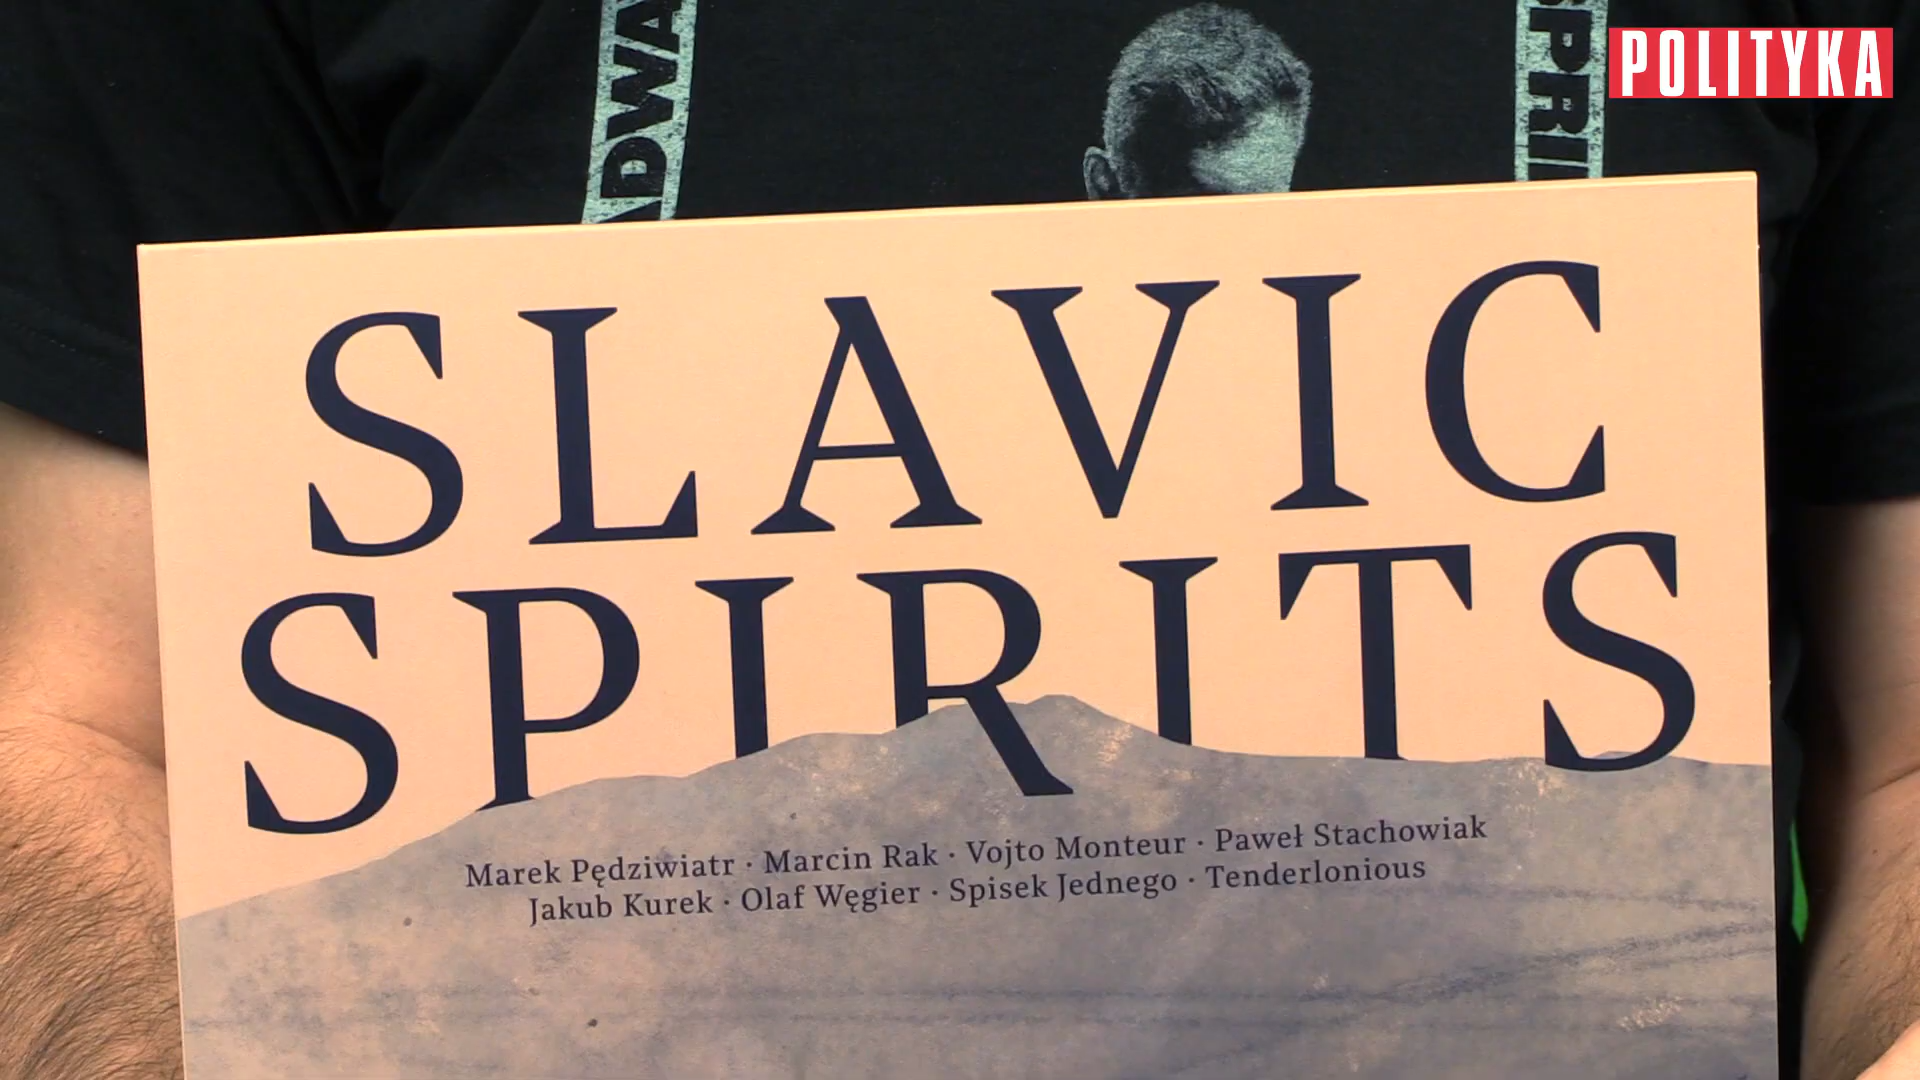 POLITYKA
SLAVIC
SPIRITS
Marek Pędziwiatr · Marcin Rak · Vojto Monteur · Paweł Stachowiak
Jakub Kurek · Olaf Węgier · Spisek Jednego · Tenderlonious